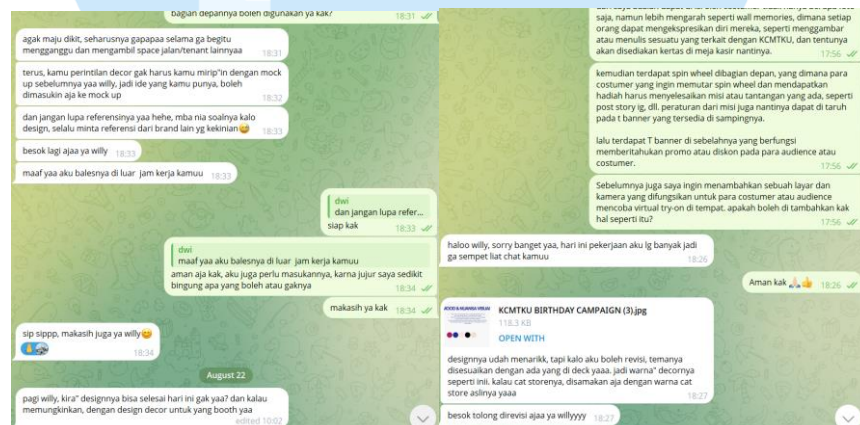 bagian depannya boleh digunakan ya kak?
18:31
agak maju dikit, seharusnya gapapaa selama ga begitu
mengganggu dan mengambil space jalan/tenant lainnyaa
18:31
terus, kamu perintilan decor gak harus kamu mirip"in dengan mock
up sebelumnya yaa willy, jadi ide yang kamu punya, boleh
dimasukin aja ke mock up
18:32
dan jangan lupa referensinya yaa hehe, mba nia soalnya kalo
design, selalu minta referensi dari brand lain yg kekinian
18:33
besok lagi ajaa ya willy 18:33
maaf yaa aku balesnya di luar jam kerja kamuu 18:33
dwi
dan jangan lupa refer...
siap kak 18:33
dwi
maaf yaa aku balesnya di luar jam kerja kamuu
aman aja kak, aku juga perlu masukannya, karna jujur saya sedikit
bingung apa yang boleh atau gaknya
18:34
makasih ya kak 18:34
sip sippp, makasih juga ya willy
18:34
August 22
pagi willy, kira" designnya bisa selesai hari ini gak yaa? dan kalau
memungkinkan, dengan design decor untuk yang booth yaa
edited 10:02
saja, namun lebih mengarah seperti wall memories, dimana setiap
orang dapat mengekspresikan diri mereka, seperti menggambar
atau menulis sesuatu yang terkait dengan KCMTKU, dan tentunya
akan disediakan kertas di meja kasir nantinya.
17:56
kemudian terdapat spin wheel dibagian depan, yang dimana para
costumer yang ingin memutar spin wheel dan mendapatkan
hadiah harus menyelesaikan misi atau tantangan yang ada, seperti
post story ig, dll. peraturan dari misi juga nantinya dapat di taruh
pada t banner yang tersedia di sampingnya.
lalu terdapat T banner di sebelahnya yang berfungsi
memberitahukan promo atau diskon pada para audience atau
costumer.
17:56
Sebelumnya juga saya ingin menambahkan sebuah layar dan
kamera yang difungsikan untuk para costumer atau audience
mencoba virtual try-on di tempat. apakah boleh di tambahkan kak
hal seperti itu?
17:56
haloo willy, sorry banget yaa, hari ini pekerjaan aku lg banyak jadi
ga sempet liat chat kamuu
18:26
Aman kak 18:26
KCMTKU BIRTHDAY CAMPAIGN (3).jpg
118.3 KB
OPEN WITH
designnya udah menarikk, tapi kalo aku boleh revisi, temanya
disesuaikan dengan ada yang di deck yaaa. jadi warna" decornya
seperti inii. kalau cat storenya, disamakan aja dengan warna cat
store aslinya yaaa
18:27
besok tolong direvisi ajaa ya willyyyy 18:27